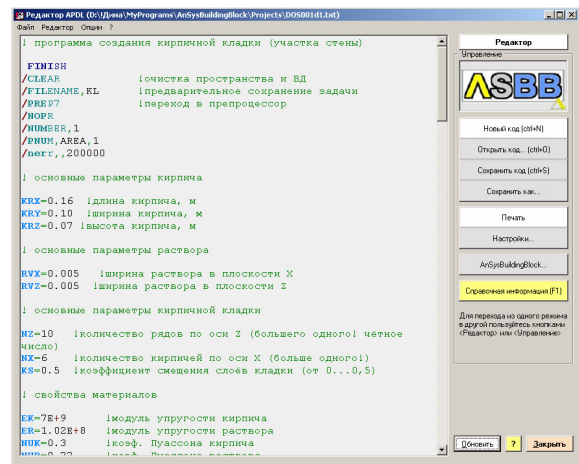 Редактор APDL (D:\!Дима\MyPrograms\AnSysBuildingBlock\Projects\DOS001d1.txt)
Файл Редактор Опции ?
! программа создания кирпичной кладки (участка стены)
FINISH
/CLEAR !очистка пространства и ВД
/FILENAME,KL !предварительное сохранение задачи
/PREP7 !переход в препроцессор
/NOPR
/NUMBER,1
/PNUM,AREA,1
/nerr,,200000
! основные параметры кирпича
KRX=0.16 !длина кирпича, м
KRY=0.10 !ширина кирпича, м
KRZ=0.07 !высота кирпича, м
! основные параметры раствора
RVX=0.005 !ширина раствора в плоскости X
RVZ=0.005 !ширина раствора в плоскости Z
! основные параметры кирпичной кладки
NZ=10 !количество рядов по оси Z (большего одного! чётное
число)
NX=6 !количество кирпичей по оси X (больше одного!)
KS=0.5 !коэффициент смещения слоёв кладки (от 0...0,5)
! свойства материалов
EK=7E+9 !модуль упругости кирпича
ER=1.02E+8 !модуль упругости раствора
NUK=0.3 !коэф. Пуассона кирпича
Редактор
Управление
ASBB
Новый код (ctrl+N)
Открыть код... (ctrl+O)
Сохранить код (ctrl+S)
Сохранить как...
Печать
Настройки...
AnSysBuildingBlock...
Справочная информация (F1)
Для перехода из одного режима
в другой пользуйтесь кнопками
<Редактор> или <Управление>
Обновить ? Закрыть